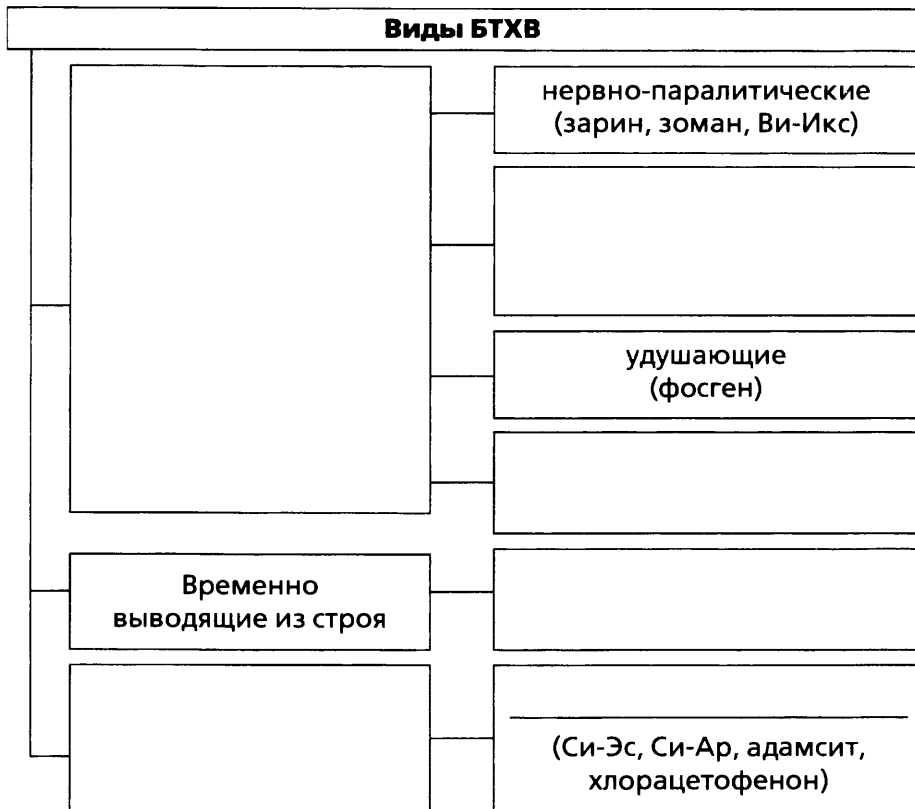 Виды БТХВ
нервно-паралитические
(зарин, зоман, Ви-Икс)
удушающие
(фосген)
Временно
выводящие из строя
(Си-Эс, Си-Ар, адамсит,
хлорацетофенон)